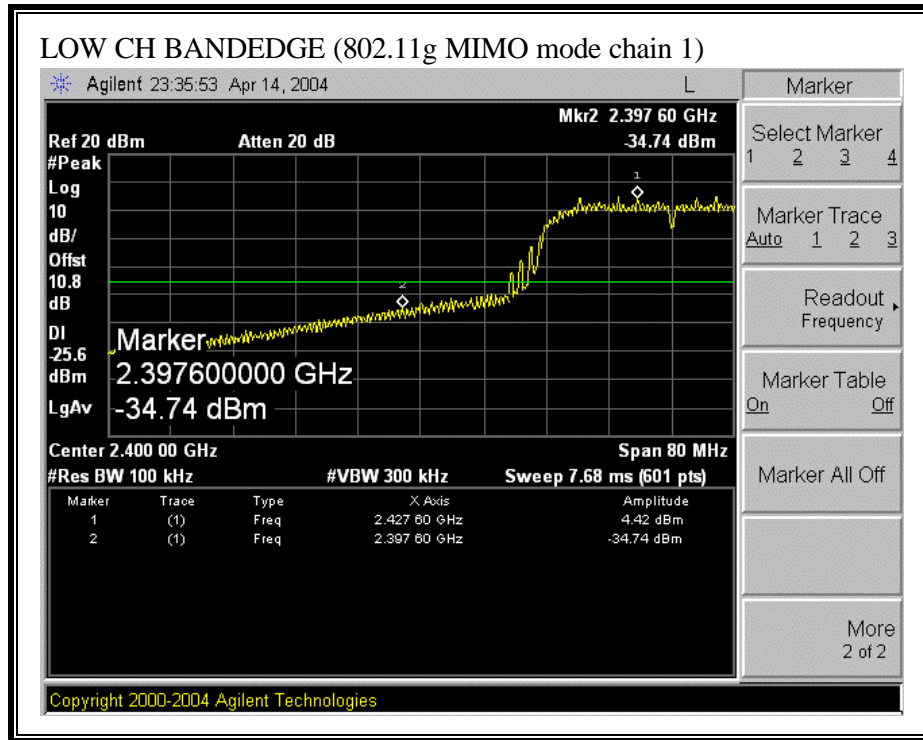 LOW CH BANDEDGE (802.11g MIMO mode chain 1)
Agilent 23:35:53 Apr 14, 2004 L
Mkr2 2.397 60 GHz
Ref 20 dBm Atten 20 dB -34.74 dBm
#Peak
Log
10
dB/
Offst
10.8
dB
DI
-25.6
dBm
LgAv
1
2
Marker
2.397600000 GHz
-34.74 dBm
Center 2.400 00 GHz Span 80 MHz
#Res BW 100 kHz #VBW 300 kHz Sweep 7.68 ms (601 pts)
Marker Trace Type X Axis Amplitude
1 (1) Freq 2.427 60 GHz 4.42 dBm
2 (1) Freq 2.397 60 GHz -34.74 dBm
Copyright 2000-2004 Agilent Technologies
Marker
Select Marker
1 2 3 4
Marker Trace
Auto 1 2 3
Readout
Frequency
Marker Table
On Off
Marker All Off
More
2 of 2